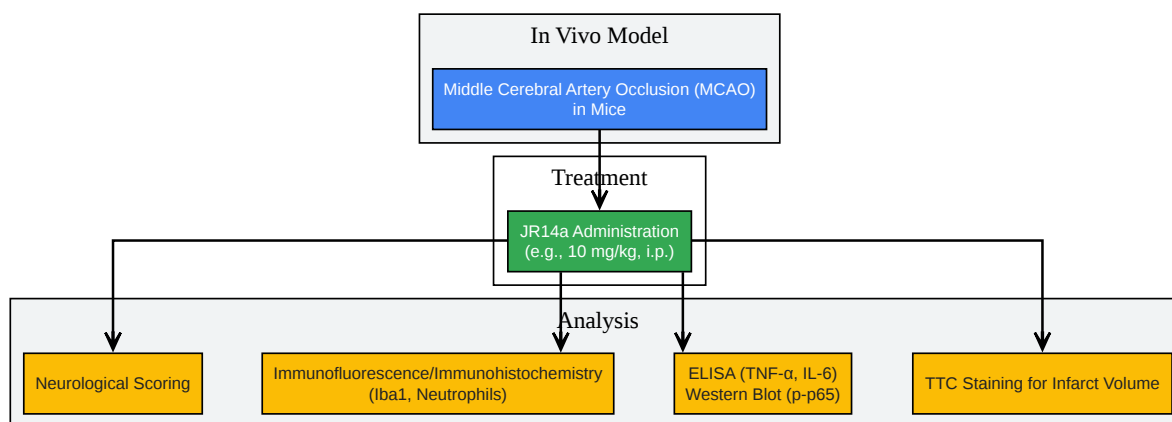 In Vivo Model
Middle Cerebral Artery Occlusion (MCAO)
in Mice
Treatment
JR14a Administration
(e.g., 10 mg/kg, i.p.)
Analysis
Neurological Scoring
Immunofluorescence/Immunohistochemistry
(Iba1, Neutrophils)
ELISA (TNF-α, IL-6)
Western Blot (p-p65)
TTC Staining for Infarct Volume